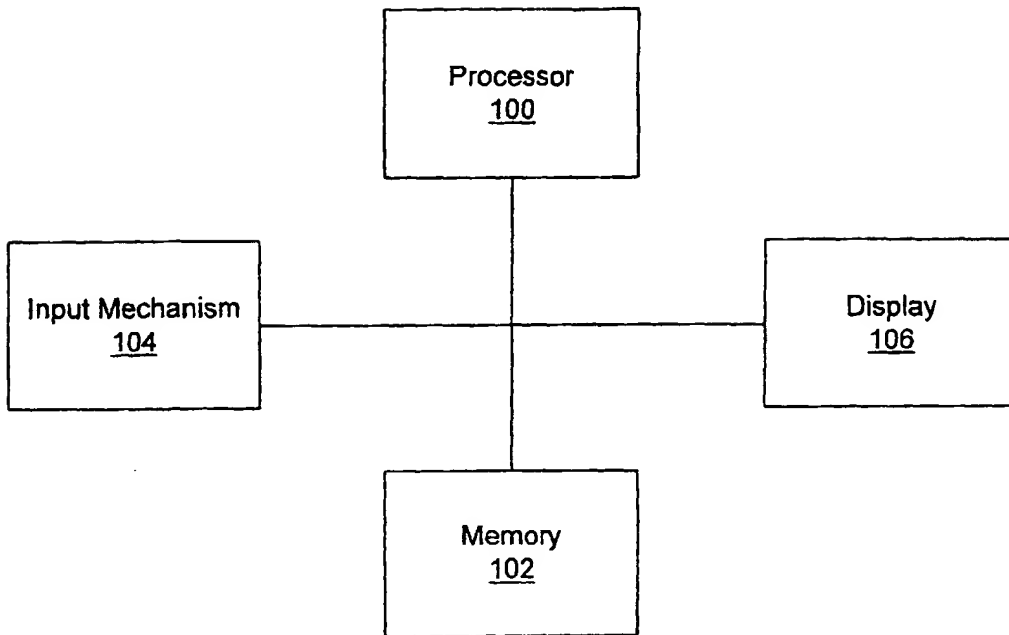 Processor
100
Input Mechanism
104
Display
106
Memory
102